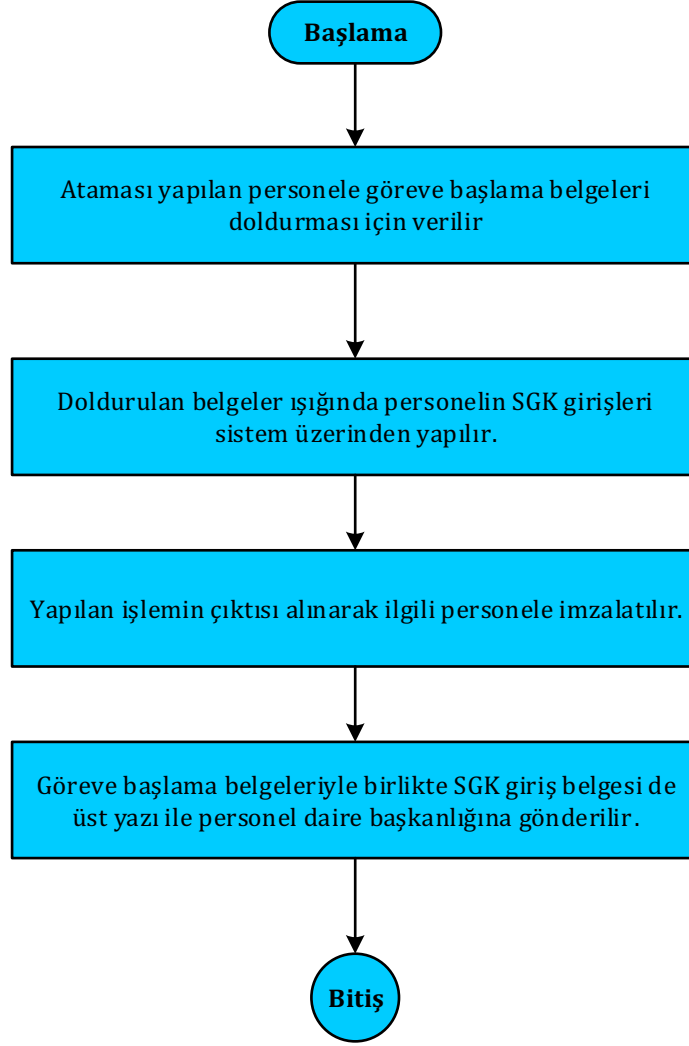 Başlama
Ataması yapılan personele göreve başlama belgeleri
doldurması için verilir
Doldurulan belgeler ışığında personelin SGK girişleri
sistem üzerinden yapılır.
Yapılan işlemin çıktısı alınarak ilgili personele imzalatılır.
Göreve başlama belgeleriyle birlikte SGK giriş belgesi de
üst yazı ile personel daire başkanlığına gönderilir.
Bitiş